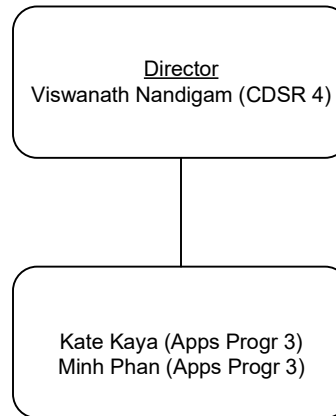 Director
Viswanath Nandigam (CDSR 4)
Kate Kaya (Apps Progr 3)
Minh Phan (Apps Progr 3)